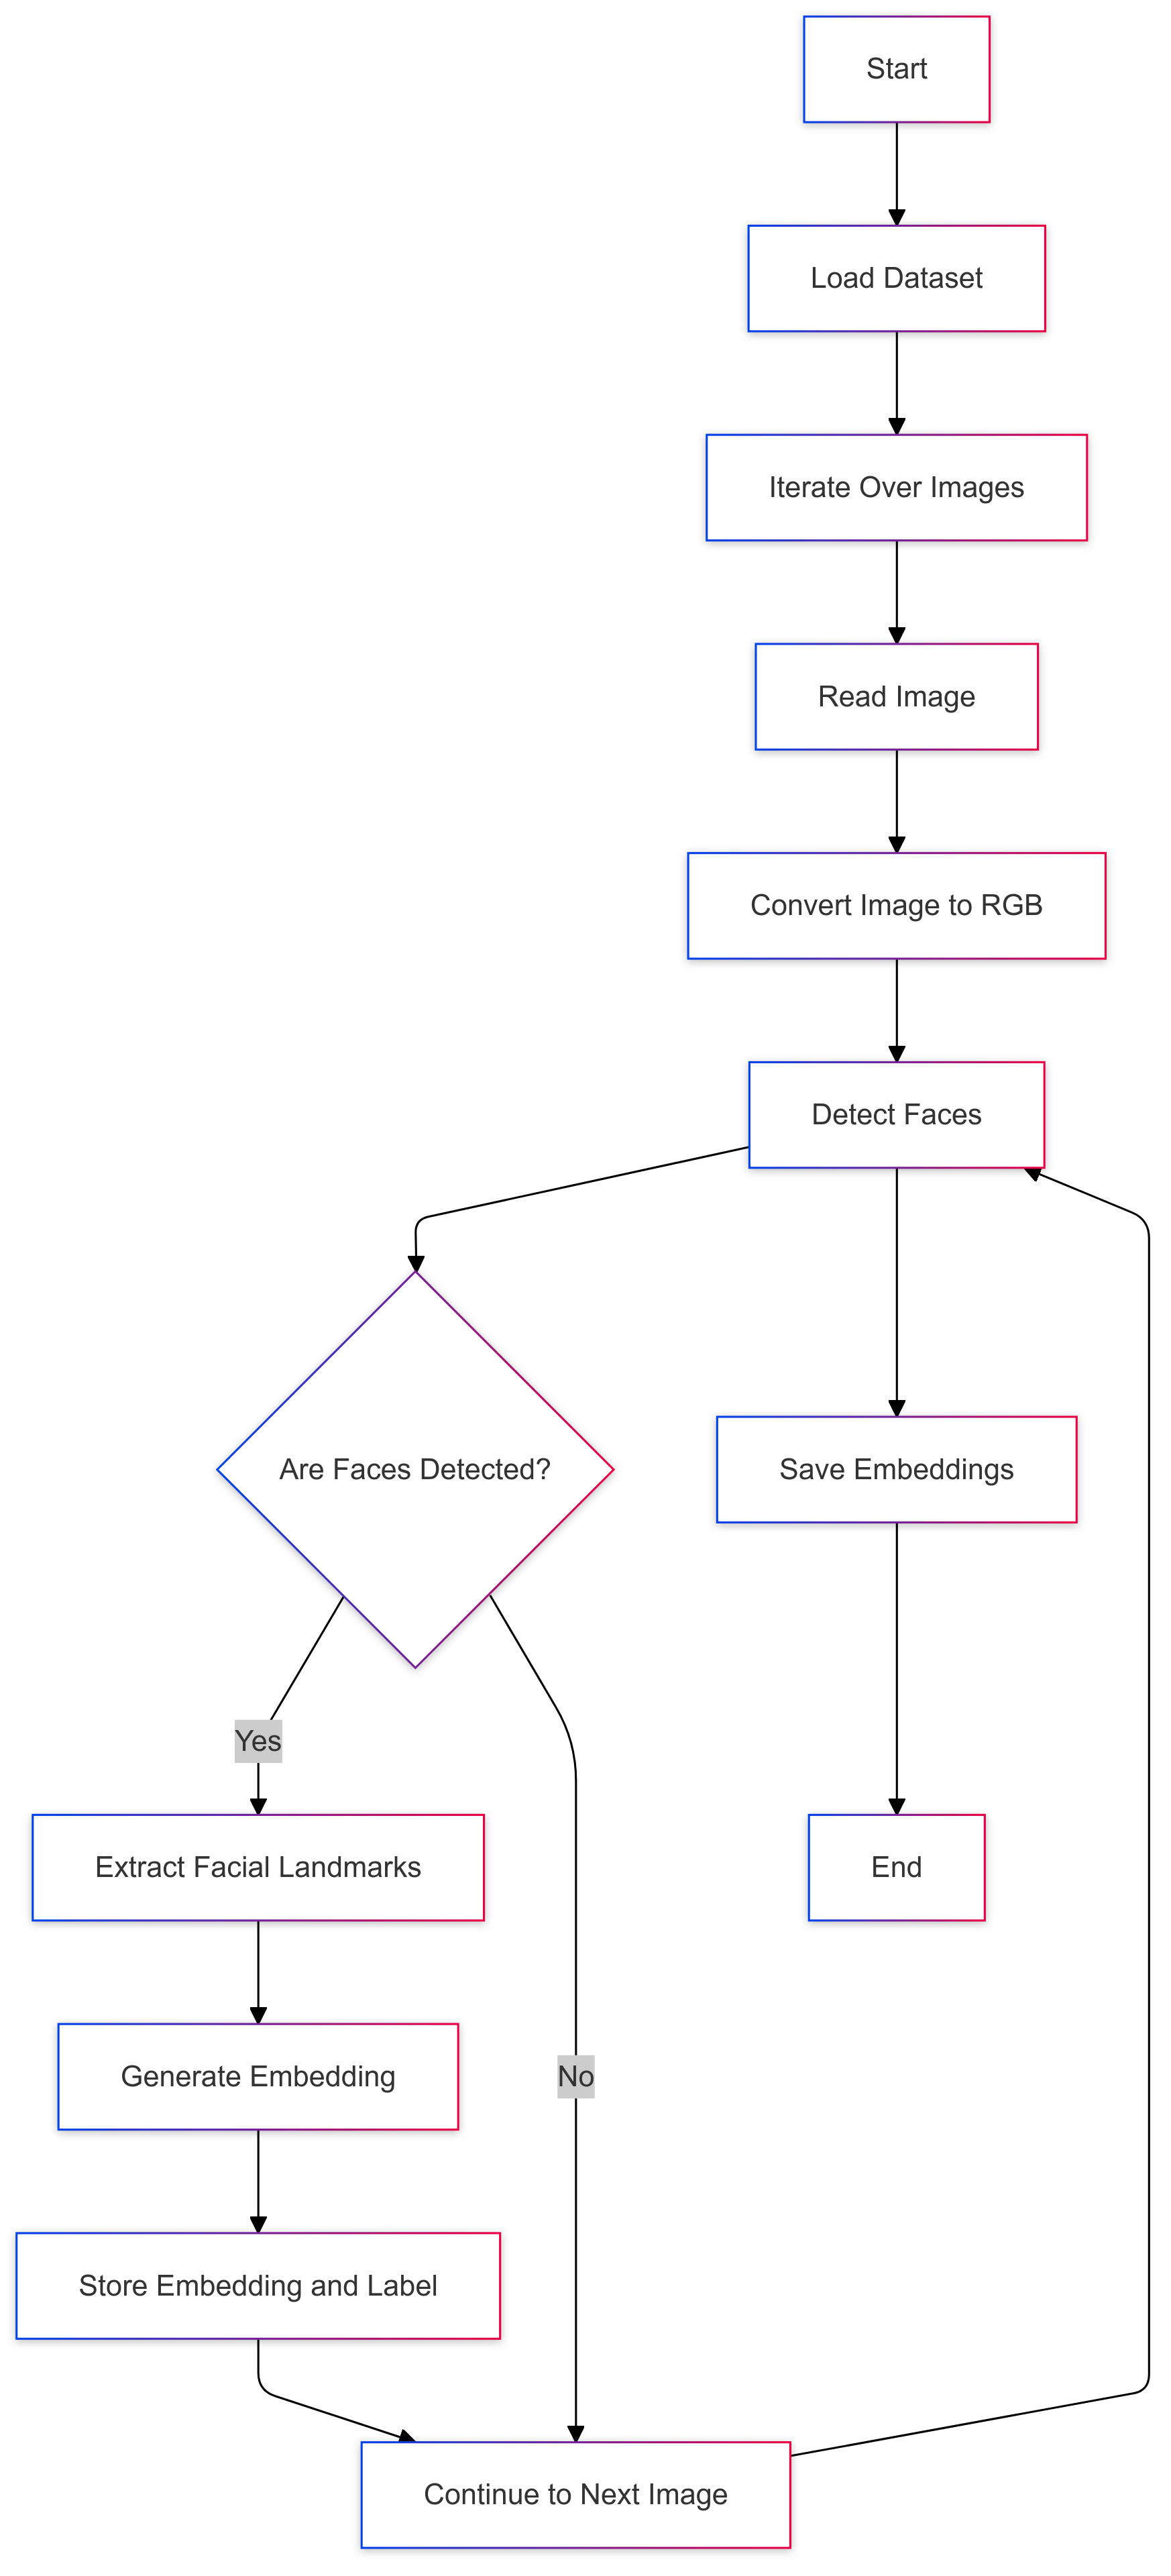 Start
Load Dataset
Iterate Over Images
Read Image
Convert Image to RGB
Detect Faces
Are Faces Detected?
Save Embeddings
Yes
Extract Facial Landmarks
End
Generate Embedding
No
Store Embedding and Label
Continue to Next Image